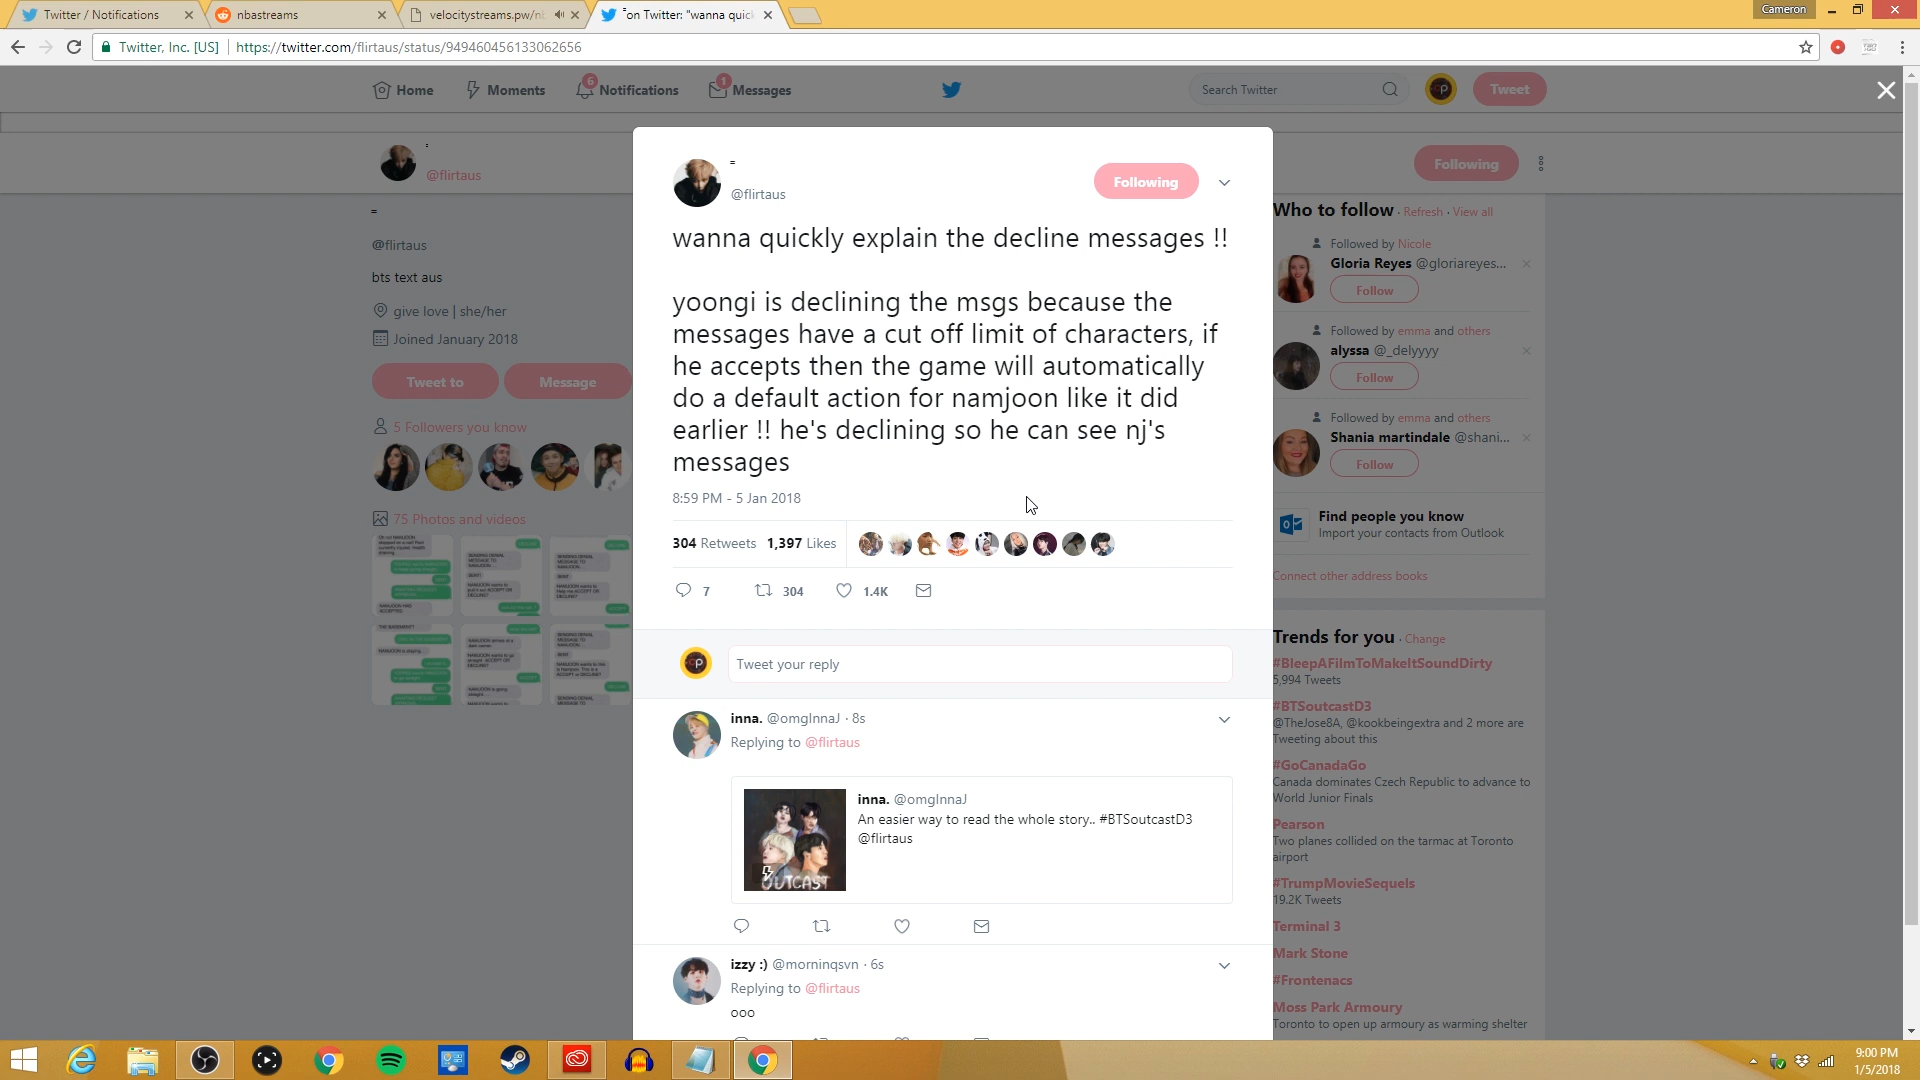 Twitter / Notifications
nbastreams
velocitystreams.pw/nb
on Twitter: "wanna quic
Cameron
Twitter, Inc. [US]
https://twitter.com/flirtaus/status/949460456133062656
Home
Moments
6
Notifications
1
Messages
Search Twitter
Tweet
@flirtaus
Following
@flirtaus
bts text aus
give love | she/her
Joined January 2018
Tweet to
Message
5 Followers you know
75 Photos and videos
@flirtaus
Following
wanna quickly explain the decline messages !!
yoongi is declining the msgs because the
messages have a cut off limit of characters, if
he accepts then the game will automatically
do a default action for namjoon like it did
earlier !! he's declining so he can see nj's
messages
8:59 PM - 5 Jan 2018
304 Retweets 1,397 Likes
7
304
1.4K
Tweet your reply
inna. @omgInnaJ · 8s
Replying to @flirtaus
inna. @omgInnaJ
An easier way to read the whole story.. #BTSoutcastD3
@flirtaus
OUTCAST
izzy :) @morninqsvn · 6s
Replying to @flirtaus
ooo
Who to follow · Refresh · View all
Followed by Nicole
Gloria Reyes @gloriareyes...
Follow
Followed by emma and others
alyssa @_delyyyy
Follow
Followed by emma and others
Shania martindale @shani...
Follow
Find people you know
Import your contacts from Outlook
Connect other address books
Trends for you · Change
#BleepAFilmToMakeItSoundDirty
5,994 Tweets
#BTSoutcastD3
@TheJose8A, @kookbeingextra and 2 more are
Tweeting about this
#GoCanadaGo
Canada dominates Czech Republic to advance to
World Junior Finals
Pearson
Two planes collided on the tarmac at Toronto
airport
#TrumpMovieSequels
19.2K Tweets
Terminal 3
Mark Stone
#Frontenacs
Moss Park Armoury
Toronto to open up armoury as warming shelter
9:00 PM
1/5/2018